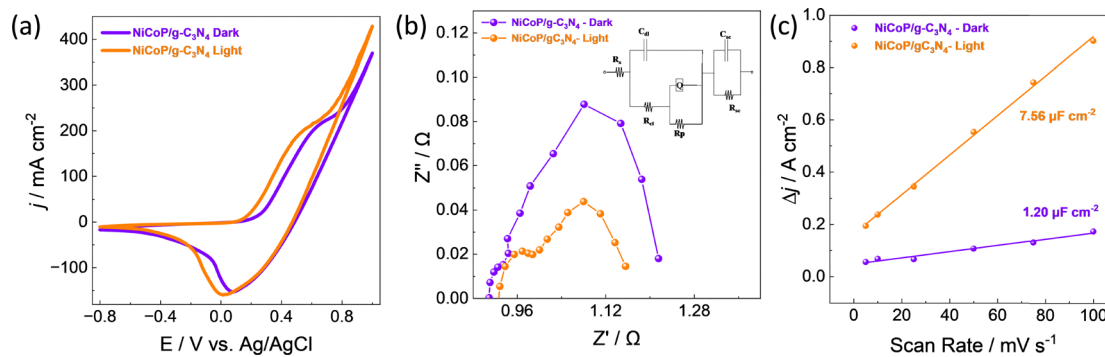 (a)
NiCoP/g-C₃N₄ Dark
NiCoP/g-C₃N₄ Light
j / mA cm⁻²
400
300
200
100
0
−100
−0.8
−0.4
0.0
0.4
0.8
E / V vs. Ag/AgCl
(b)
NiCoP/g-C₃N₄ - Dark
NiCoP/gC₃N₄- Light
Z'' / Ω
0.12
0.10
0.08
0.06
0.04
0.02
0.00
0.96
1.12
1.28
Z' / Ω
Rs
Cdl
Rct
Q
Rp
Csc
Rsc
(c)
NiCoP/g-C₃N₄ - Dark
NiCoP/gC₃N₄- Light
Δj / A cm⁻²
1.0
0.8
0.6
0.4
0.2
0.0
7.56 µF cm⁻²
1.20 µF cm⁻²
0
25
50
75
100
Scan Rate / mV s⁻¹